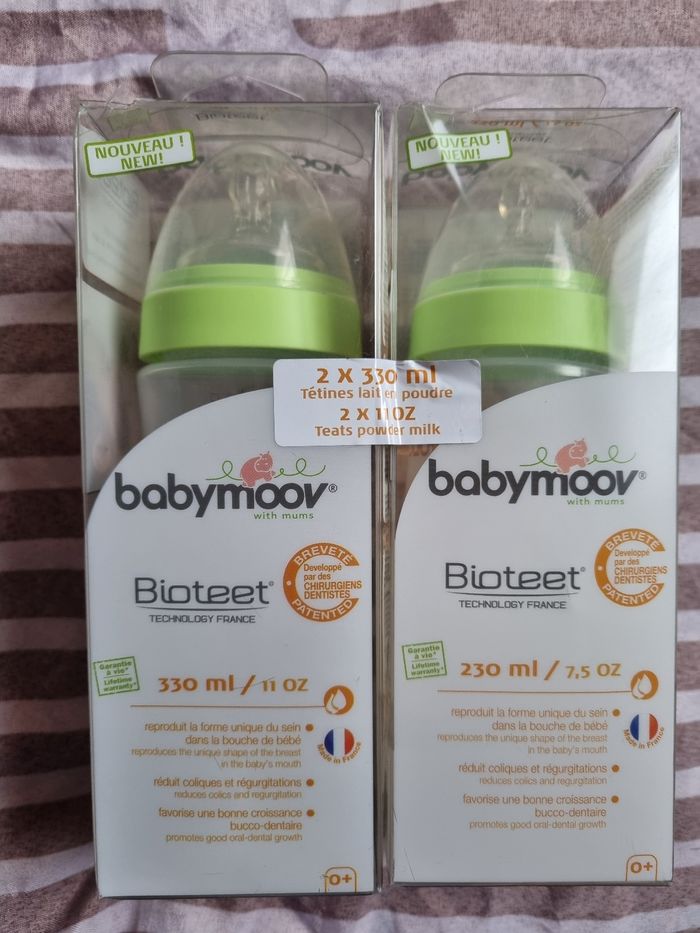 NOUVEAU !
NEW!
Bioteet
2 X 330 ml
Tétines lait en poudre
2 X 11OZ
Teats powder milk
babymoov®
with mums
Bioteet®
TECHNOLOGY FRANCE
BREVETÉ
Developpé
par des
CHIRURGIENS
DENTISTES
PATENTED
Garantie
à vie*
Lifetime
warranty*
330 ml / 11 OZ
reproduit la forme unique du sein
dans la bouche de bébé
reproduces the unique shape of the breast
in the baby's mouth
Made in France
réduit coliques et régurgitations
reduces colics and regurgitation
favorise une bonne croissance
bucco-dentaire
promotes good oral-dental growth
0+
NOUVEAU !
NEW!
babymoov®
with mums
Bioteet®
TECHNOLOGY FRANCE
BREVETÉ
Developpé
par des
CHIRURGIENS
DENTISTES
PATENTED
Garantie
à vie*
Lifetime
warranty*
230 ml / 7,5 OZ
reproduit la forme unique du sein
dans la bouche de bébé
reproduces the unique shape of the breast
in the baby's mouth
Made in France
réduit coliques et régurgitations
reduces colics and regurgitation
favorise une bonne croissance
bucco-dentaire
promotes good oral-dental growth
0+